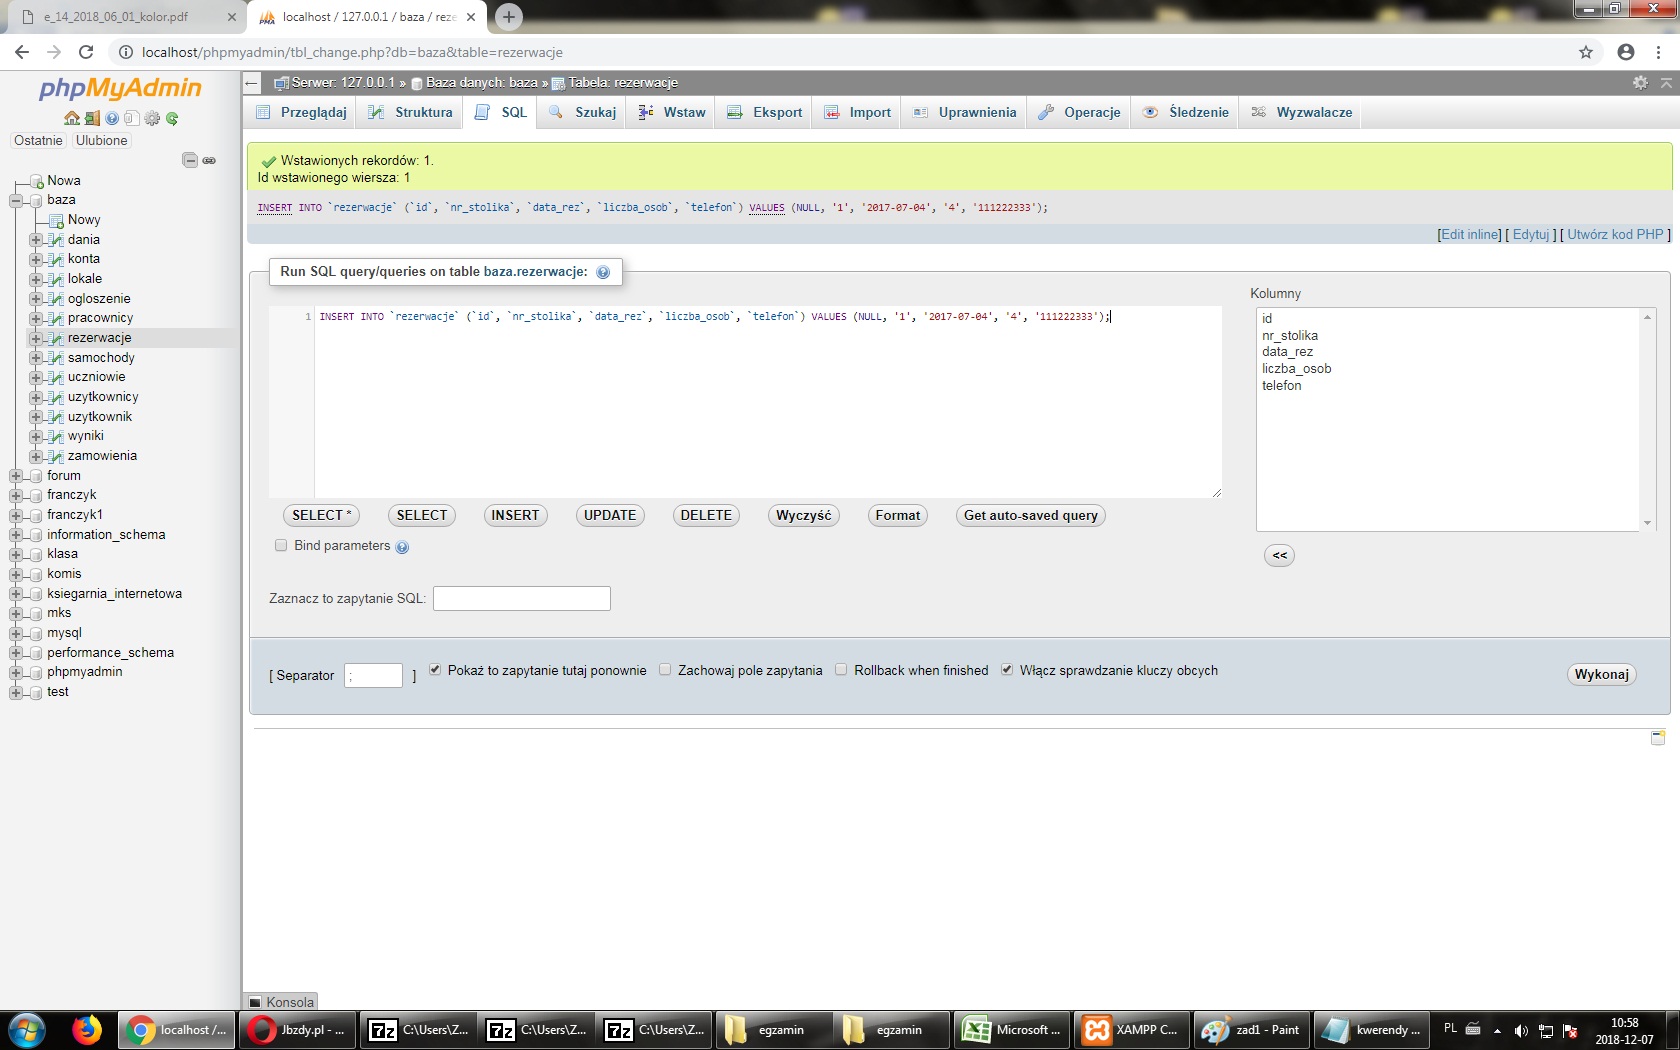 e_14_2018_06_01_kolor.pdf
localhost / 127.0.0.1 / baza / reze
localhost/phpmyadmin/tbl_change.php?db=baza&table=rezerwacje
phpMyAdmin
Ostatnie Ulubione
Nowa
baza
Nowy
dania
konta
lokale
ogloszenie
pracownicy
rezerwacje
samochody
uczniowie
uzytkownicy
uzytkownik
wyniki
zamowienia
forum
franczyk
franczyk1
information_schema
klasa
komis
ksiegarnia_internetowa
mks
mysql
performance_schema
phpmyadmin
test
Serwer: 127.0.0.1 » Baza danych: baza » Tabela: rezerwacje
Przeglądaj Struktura SQL Szukaj Wstaw Eksport Import Uprawnienia Operacje Śledzenie Wyzwalacze
Wstawionych rekordów: 1.
Id wstawionego wiersza: 1
INSERT INTO `rezerwacje` (`id`, `nr_stolika`, `data_rez`, `liczba_osob`, `telefon`) VALUES (NULL, '1', '2017-07-04', '4', '111222333');
[Edit inline] [ Edytuj ] [ Utwórz kod PHP ]
Run SQL query/queries on table baza.rezerwacje:
1 INSERT INTO `rezerwacje` (`id`, `nr_stolika`, `data_rez`, `liczba_osob`, `telefon`) VALUES (NULL, '1', '2017-07-04', '4', '111222333');
Kolumny
id
nr_stolika
data_rez
liczba_osob
telefon
SELECT * SELECT INSERT UPDATE DELETE Wyczyść Format Get auto-saved query
<<
Bind parameters
Zaznacz to zapytanie SQL:
[ Separator ; ] Pokaż to zapytanie tutaj ponownie Zachowaj pole zapytania Rollback when finished Włącz sprawdzanie kluczy obcych Wykonaj
Konsola
localhost /... Jbzdy.pl - ... C:\Users\Z... C:\Users\Z... C:\Users\Z... egzamin egzamin Microsoft ... XAMPP C... zad1 - Paint kwerendy ... PL 10:58
2018-12-07